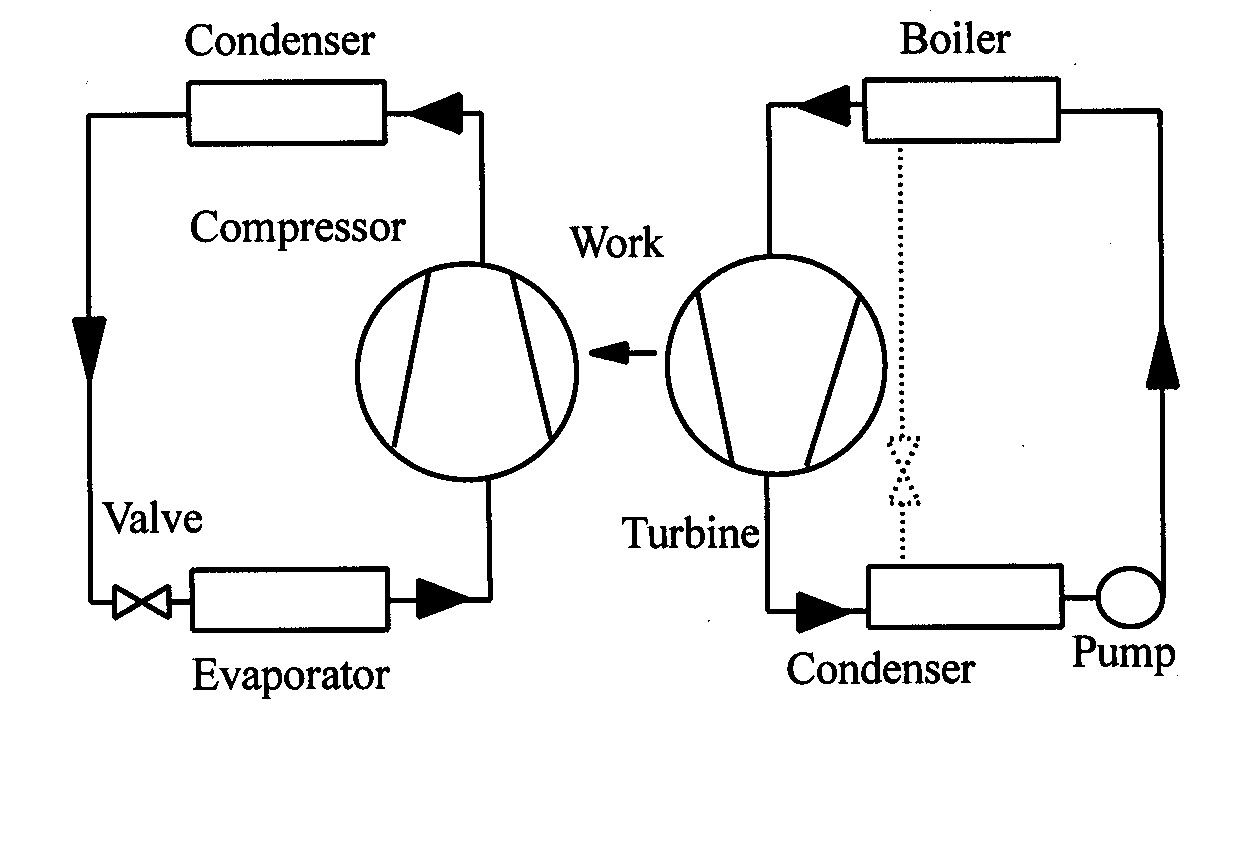 Condenser
Boiler
Compressor
Work
Valve
Turbine
Evaporator
Condenser
Pump